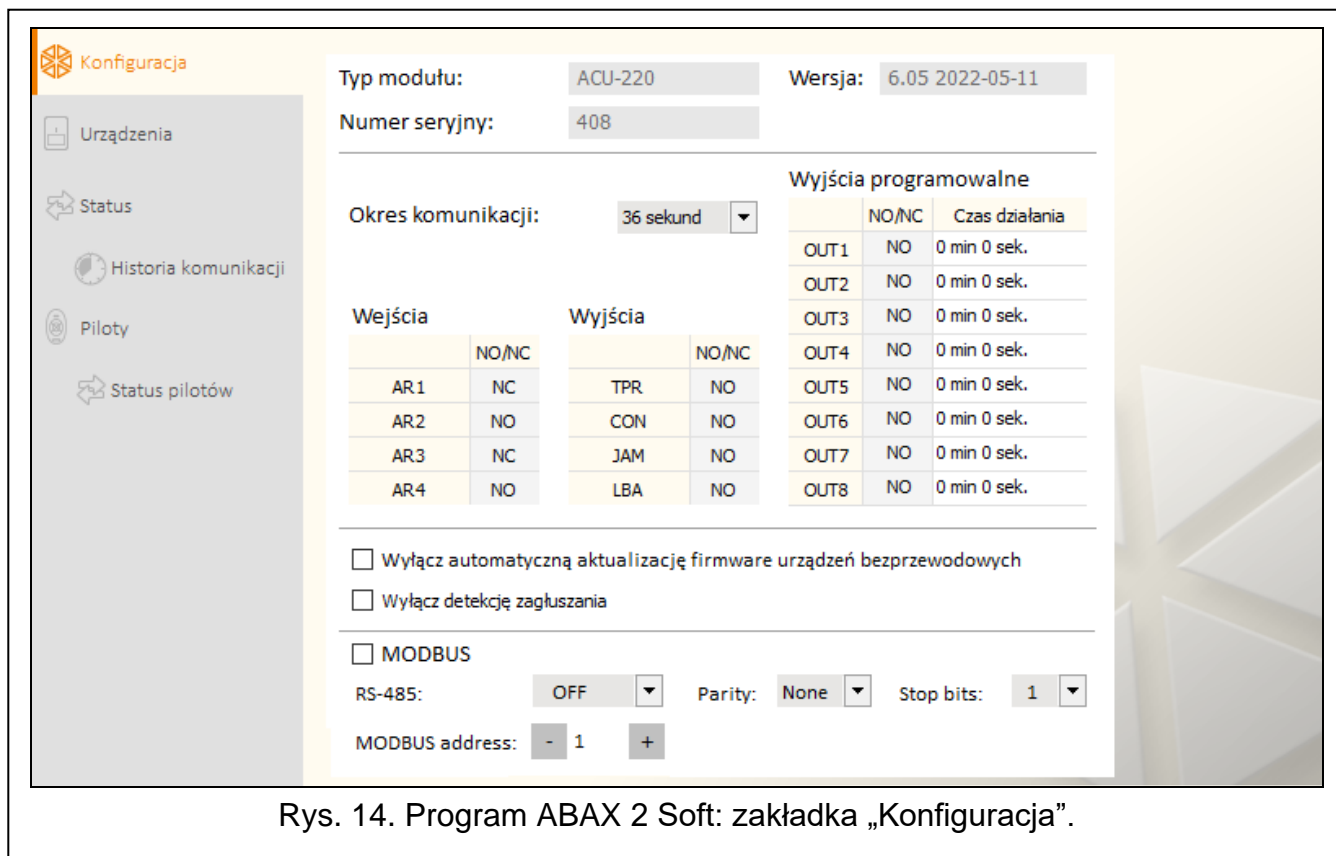 Konfiguracja
Urządzenia
Status
Historia komunikacji
Piloty
Status pilotów
Typ modułu: ACU-220 Wersja: 6.05 2022-05-11
Numer seryjny: 408
Okres komunikacji: 36 sekund
Wejścia
NO/NC
AR1 NC
AR2 NO
AR3 NC
AR4 NO
Wyjścia
NO/NC
TPR NO
CON NO
JAM NO
LBA NO
Wyjścia programowalne
NO/NC Czas działania
OUT1 NO 0 min 0 sek.
OUT2 NO 0 min 0 sek.
OUT3 NO 0 min 0 sek.
OUT4 NO 0 min 0 sek.
OUT5 NO 0 min 0 sek.
OUT6 NO 0 min 0 sek.
OUT7 NO 0 min 0 sek.
OUT8 NO 0 min 0 sek.
Wyłącz automatyczną aktualizację firmware urządzeń bezprzewodowych
Wyłącz detekcję zagłuszania
MODBUS
RS-485: OFF Parity: None Stop bits: 1
MODBUS address: - 1 +
Rys. 14. Program ABAX 2 Soft: zakładka „Konfiguracja”.